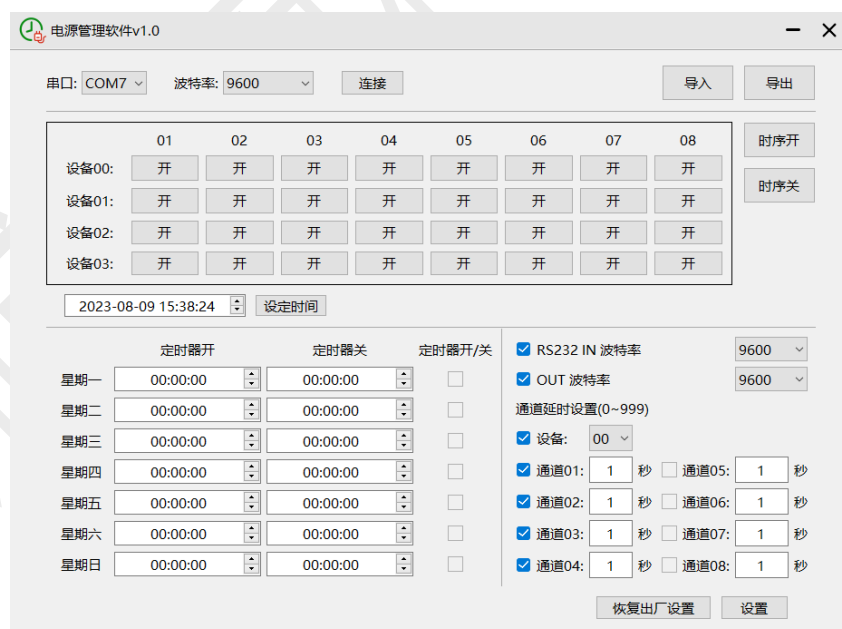 电源管理软件v1.0
串口: COM7 波特率: 9600 连接 导入 导出
01 02 03 04 05 06 07 08 时序开
设备00: 开 开 开 开 开 开 开 开
时序关
设备01: 开 开 开 开 开 开 开 开
设备02: 开 开 开 开 开 开 开 开
设备03: 开 开 开 开 开 开 开 开
2023-08-09 15:38:24 设定时间
定时器开 定时器关 定时器开/关
星期一 00:00:00 00:00:00
星期二 00:00:00 00:00:00
星期三 00:00:00 00:00:00
星期四 00:00:00 00:00:00
星期五 00:00:00 00:00:00
星期六 00:00:00 00:00:00
星期日 00:00:00 00:00:00
RS232 IN 波特率 9600
OUT 波特率 9600
通道延时设置(0~999)
设备: 00
通道01: 1 秒 通道05: 1 秒
通道02: 1 秒 通道06: 1 秒
通道03: 1 秒 通道07: 1 秒
通道04: 1 秒 通道08: 1 秒
恢复出厂设置 设置